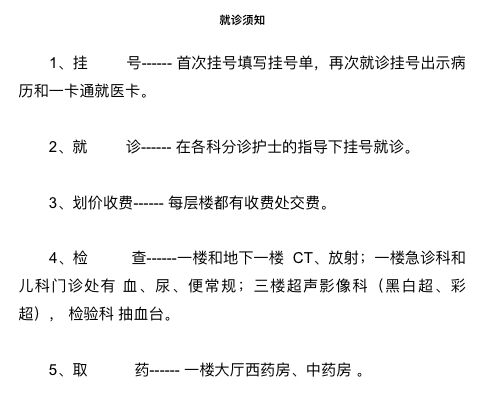 就诊须知
1、挂 号------ 首次挂号填写挂号单，再次就诊挂号出示病
历和一卡通就医卡。
2、就 诊------ 在各科分诊护士的指导下挂号就诊。
3、划价收费------ 每层楼都有收费处交费。
4、检 查------一楼和地下一楼 CT、放射；一楼急诊科和
儿科门诊处有 血、尿、便常规；三楼超声影像科（黑白超、彩
超）， 检验科 抽血台。
5、取 药------ 一楼大厅西药房、中药房 。